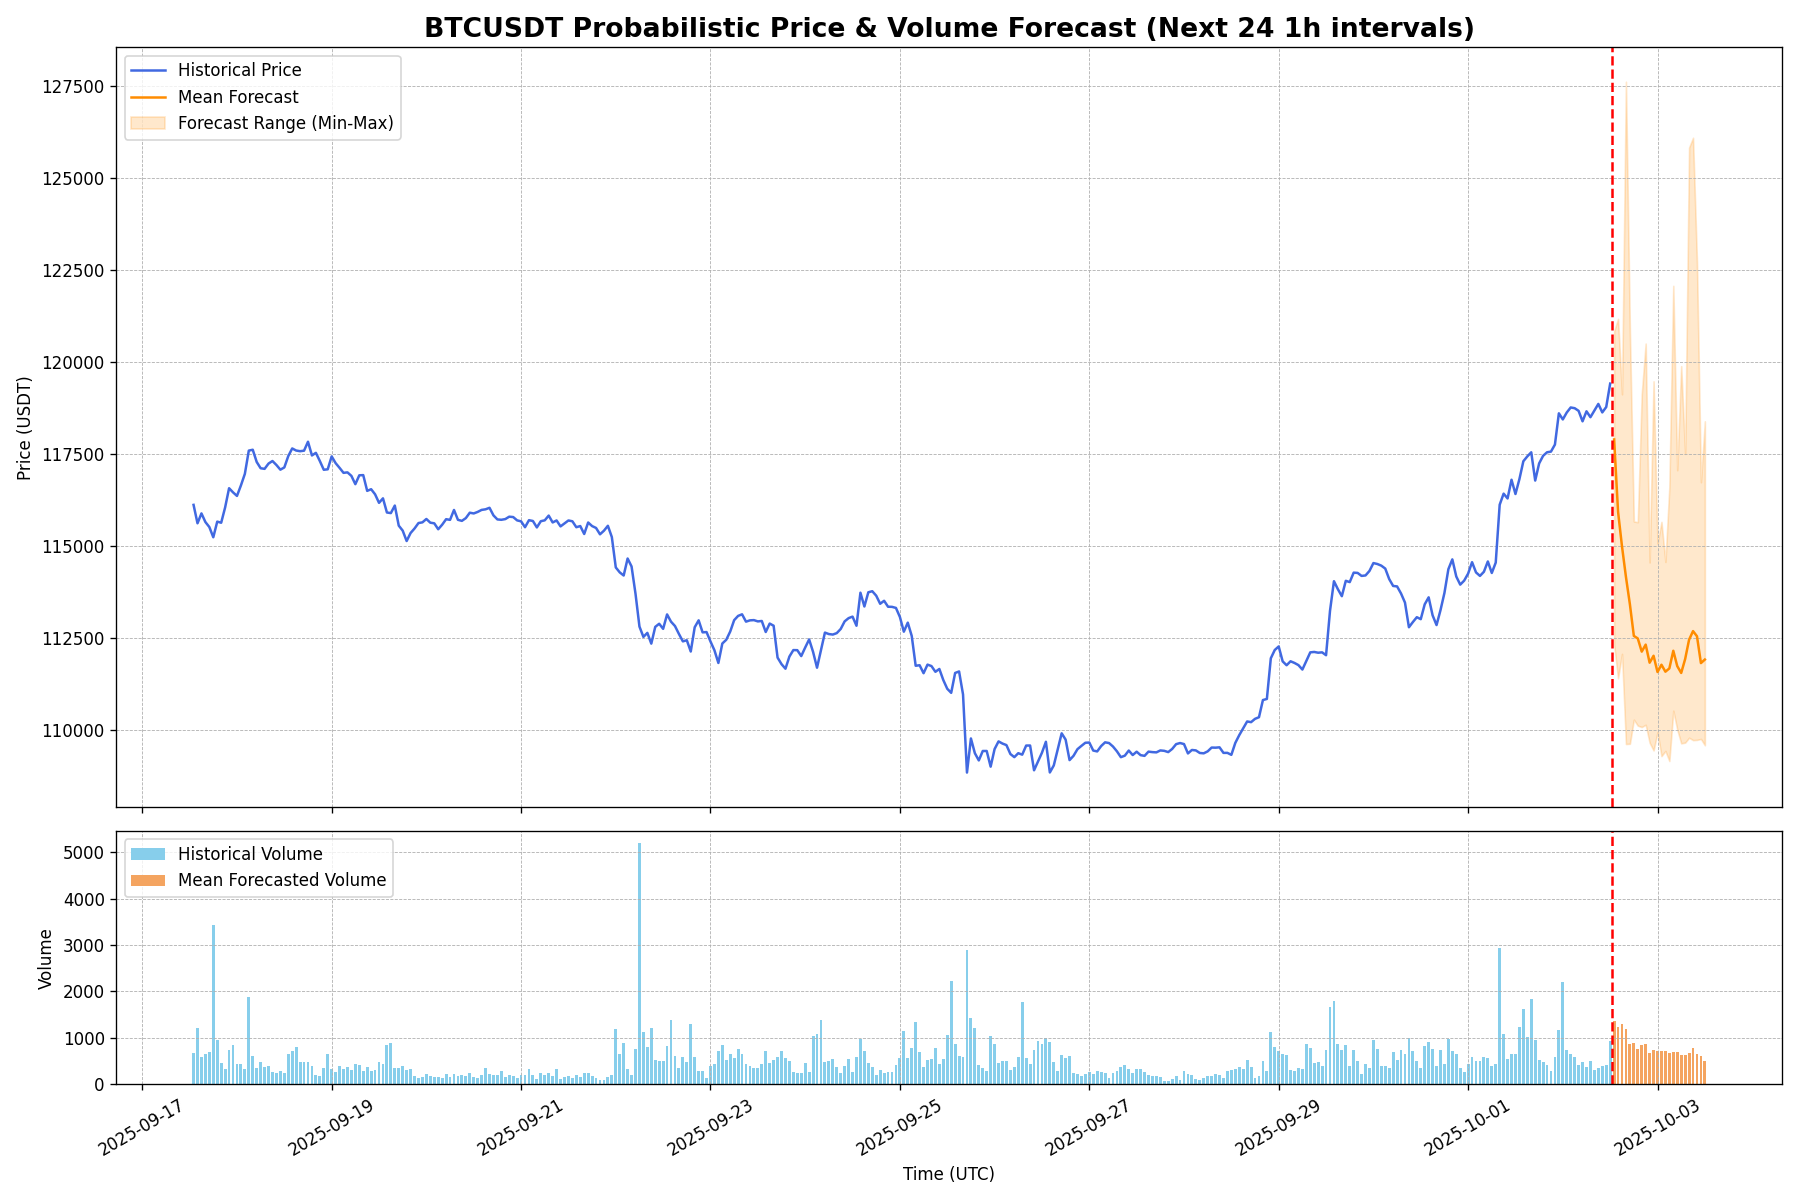 BTCUSDT Probabilistic Price & Volume Forecast (Next 24 1h intervals)
Historical Price
Mean Forecast
Forecast Range (Min-Max)
127500
125000
122500
120000
117500
115000
112500
110000
Price (USDT)
Historical Volume
Mean Forecasted Volume
5000
4000
3000
2000
1000
0
Volume
2025-09-17
2025-09-19
2025-09-21
2025-09-23
2025-09-25
2025-09-27
2025-09-29
2025-10-01
2025-10-03
Time (UTC)